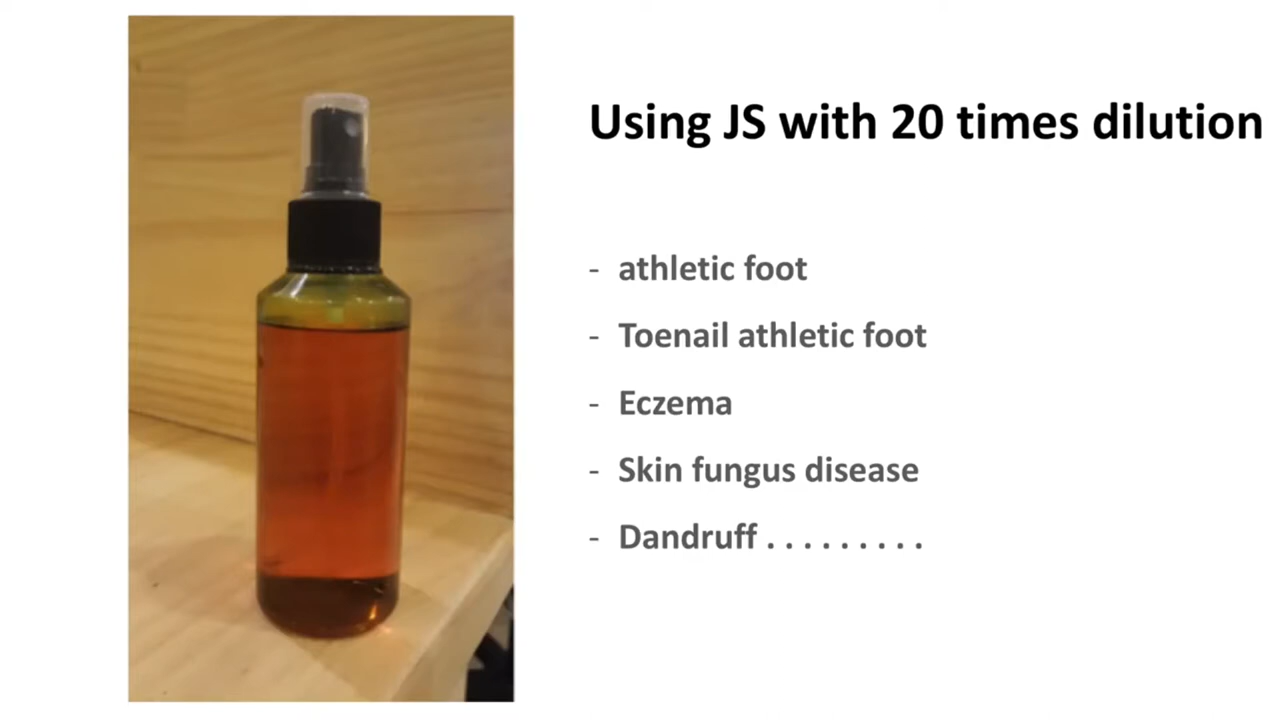 Using JS with 20 times dilution
- athletic foot
- Toenail athletic foot
- Eczema
- Skin fungus disease
- Dandruff . . . . . . . . .